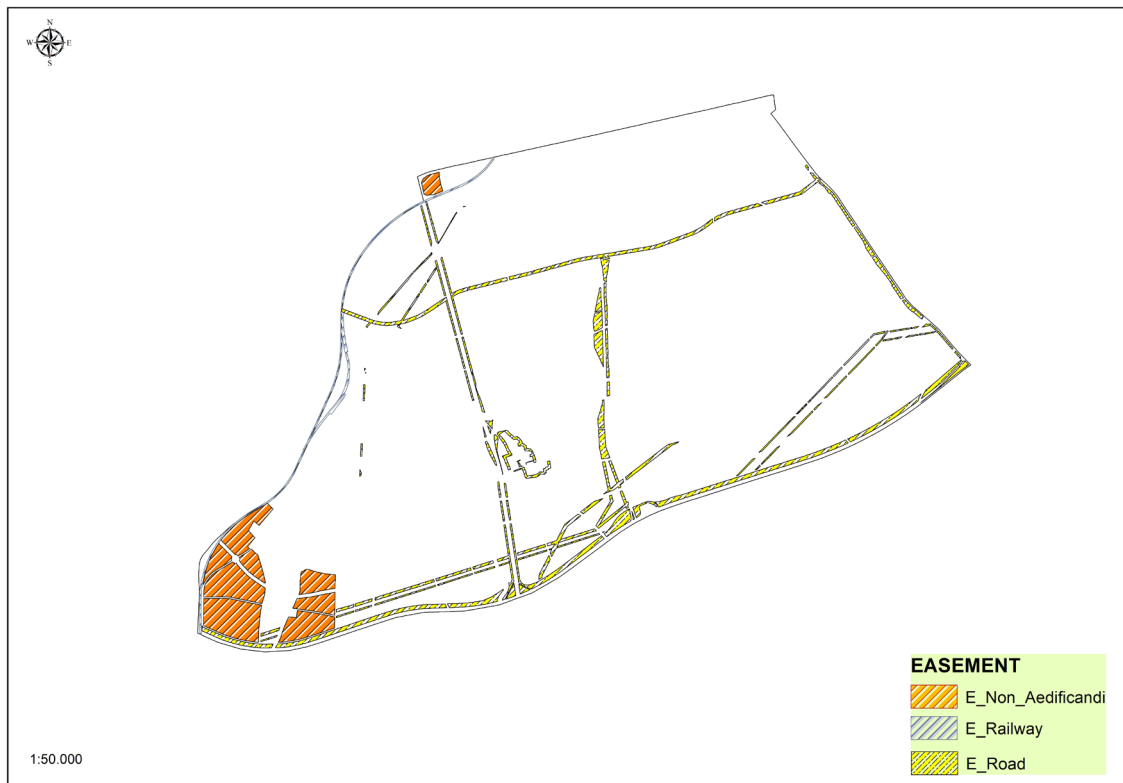 N
W E
S
EASEMENT
E_Non_Aedificandi
E_Railway
E_Road
1:50.000